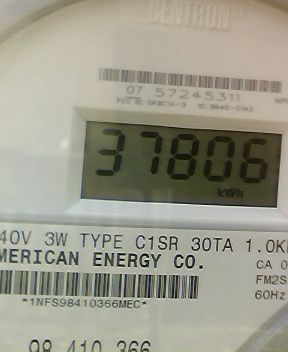 CENTRON
07 57245311
37806
kWh
40V 3W TYPE C1SR 30TA 1.0K
MERICAN ENERGY CO.
CA 0
FM2S
*1NFS98410366MEC*
60Hz
98 410 366